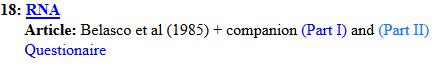 18: RNA
Article: Belasco et al (1985) + companion (Part I) and (Part II)
Questionaire